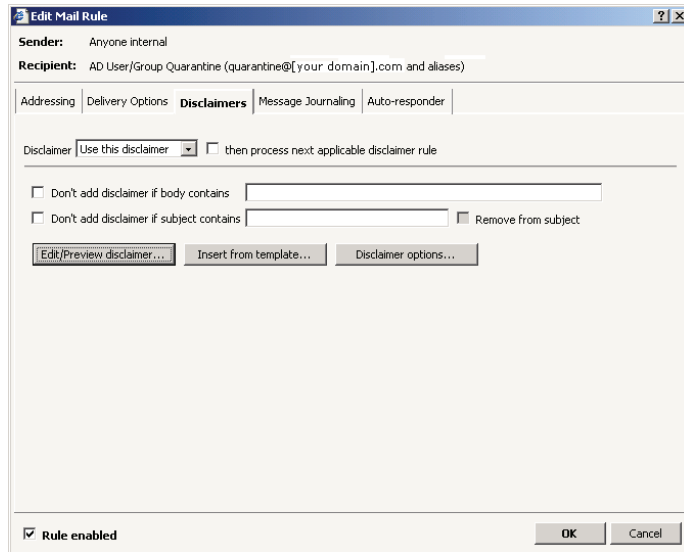 Edit Mail Rule
Sender: Anyone internal
Recipient: AD User/Group Quarantine (quarantine@[your domain].com and aliases)
Addressing Delivery Options Disclaimers Message Journaling Auto-responder
Disclaimer Use this disclaimer then process next applicable disclaimer rule
Don't add disclaimer if body contains
Don't add disclaimer if subject contains Remove from subject
Edit/Preview disclaimer... Insert from template... Disclaimer options...
Rule enabled OK Cancel